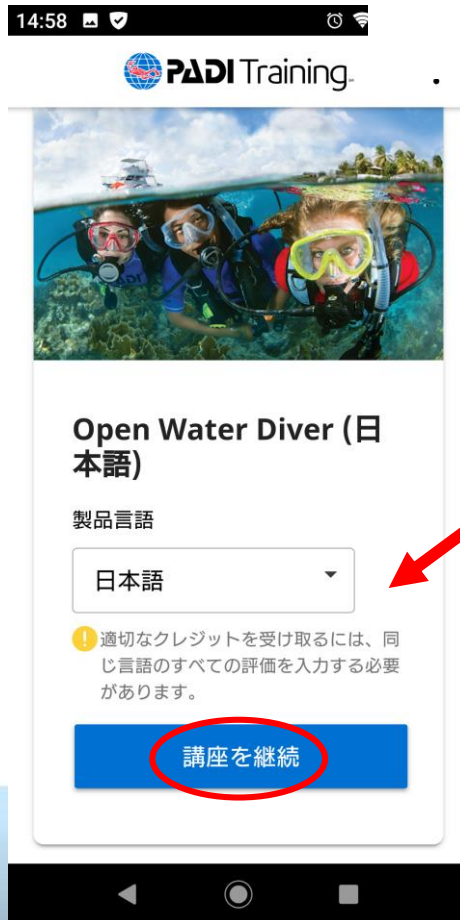 14:58
PADI Training
Open Water Diver (日
本語)
製品言語
日本語
適切なクレジットを受け取るには、同
じ言語のすべての評価を入力する必要
があります。
講座を継続